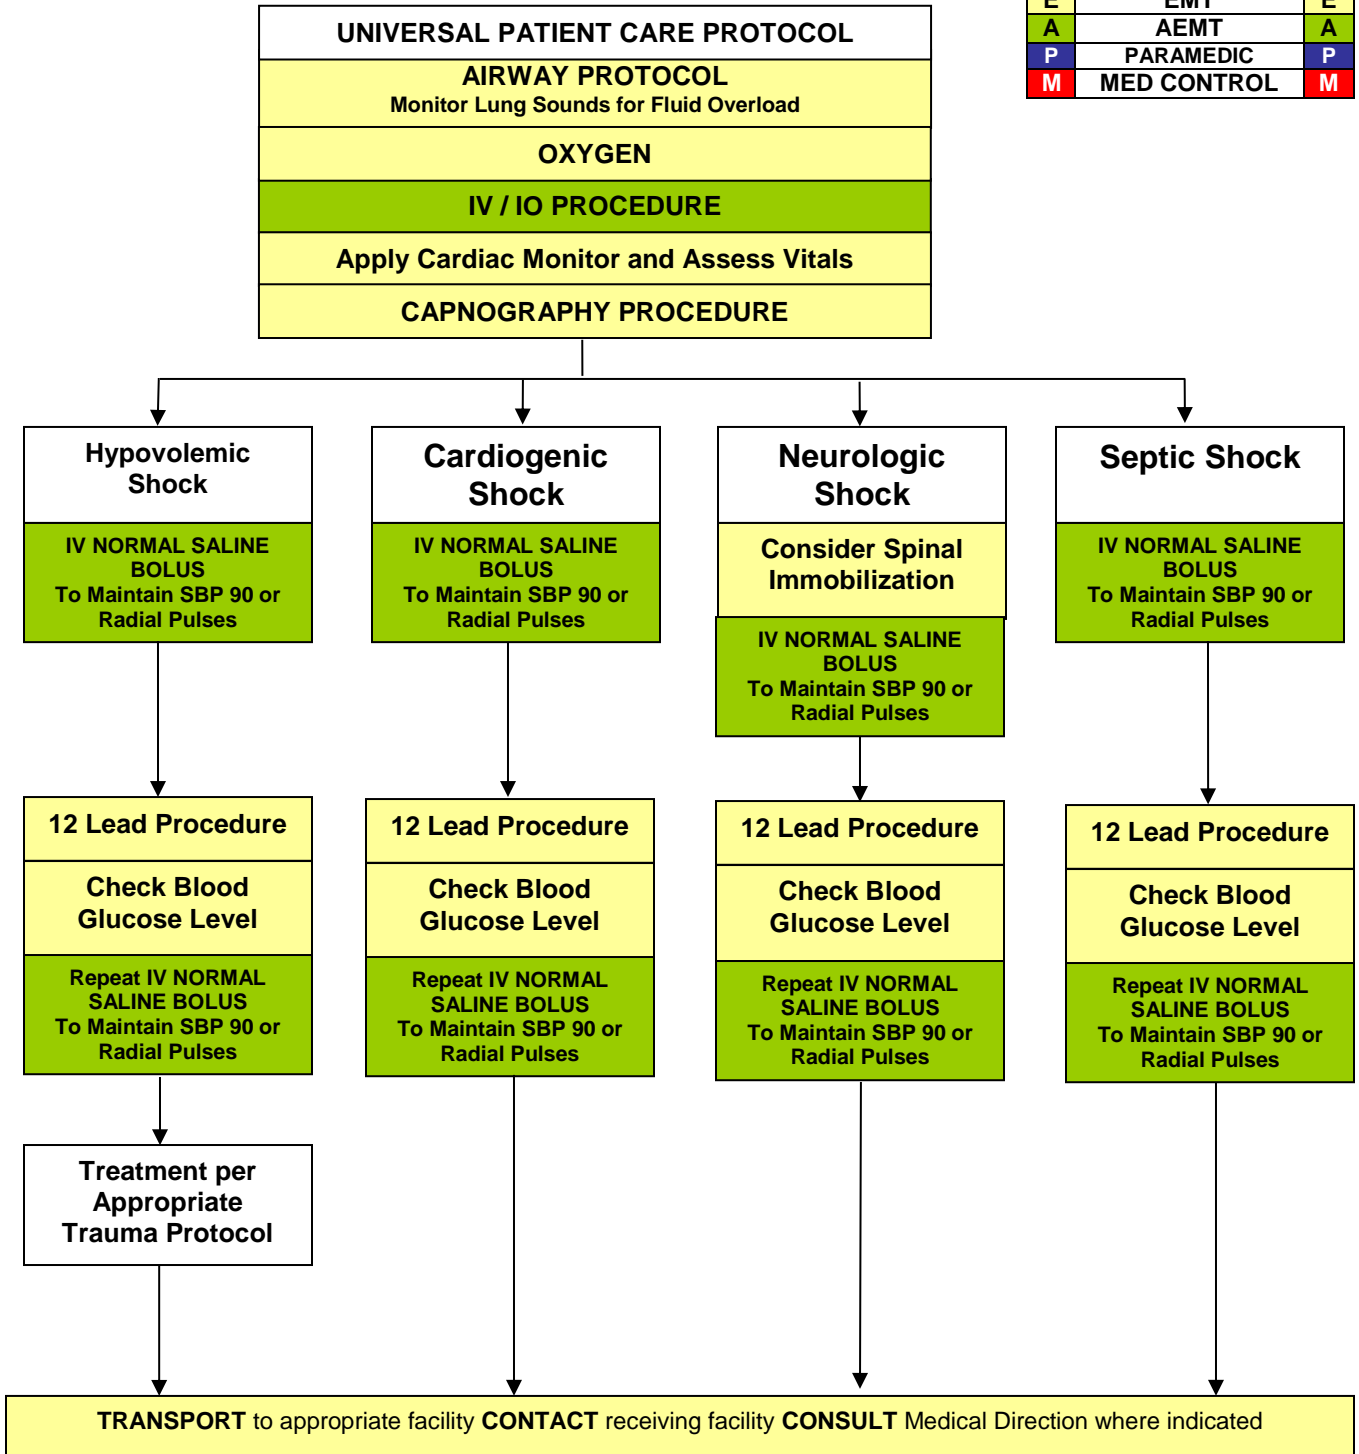 E EMT E
A AEMT A
P PARAMEDIC P
M MED CONTROL M
UNIVERSAL PATIENT CARE PROTOCOL
AIRWAY PROTOCOL
Monitor Lung Sounds for Fluid Overload
OXYGEN
IV / IO PROCEDURE
Apply Cardiac Monitor and Assess Vitals
CAPNOGRAPHY PROCEDURE
Hypovolemic
Shock
IV NORMAL SALINE
BOLUS
To Maintain SBP 90 or
Radial Pulses
12 Lead Procedure
Check Blood
Glucose Level
Repeat IV NORMAL
SALINE BOLUS
To Maintain SBP 90 or
Radial Pulses
Treatment per
Appropriate
Trauma Protocol
Cardiogenic
Shock
IV NORMAL SALINE
BOLUS
To Maintain SBP 90 or
Radial Pulses
12 Lead Procedure
Check Blood
Glucose Level
Repeat IV NORMAL
SALINE BOLUS
To Maintain SBP 90 or
Radial Pulses
Neurologic
Shock
Consider Spinal
Immobilization
IV NORMAL SALINE
BOLUS
To Maintain SBP 90 or
Radial Pulses
12 Lead Procedure
Check Blood
Glucose Level
Repeat IV NORMAL
SALINE BOLUS
To Maintain SBP 90 or
Radial Pulses
Septic Shock
IV NORMAL SALINE
BOLUS
To Maintain SBP 90 or
Radial Pulses
12 Lead Procedure
Check Blood
Glucose Level
Repeat IV NORMAL
SALINE BOLUS
To Maintain SBP 90 or
Radial Pulses
TRANSPORT to appropriate facility CONTACT receiving facility CONSULT Medical Direction where indicated